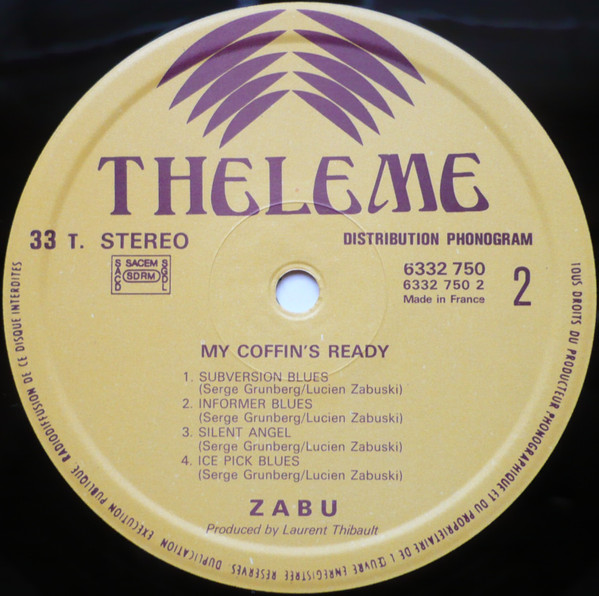 THELEME
33 T. STEREO
DISTRIBUTION PHONOGRAM
SACEM
SACD
SDRM
SGDL
6332 750
6332 750 2
Made in France
2
MY COFFIN'S READY
1. SUBVERSION BLUES
(Serge Grunberg/Lucien Zabuski)
2. INFORMER BLUES
(Serge Grunberg/Lucien Zabuski)
3. SILENT ANGEL
(Serge Grunberg/Lucien Zabuski)
4. ICE PICK BLUES
(Serge Grunberg/Lucien Zabuski)
ZABU
Produced by Laurent Thibault
TOUS DROITS DU PRODUCTEUR PHONOGRAPHIQUE ET DU PROPRIETAIRE DE L'ŒUVRE ENREGISTREE RESERVES DUPLICATION EXECUTION PUBLIQUE RADIODIFFUSION DE CE DISQUE INTERDITES